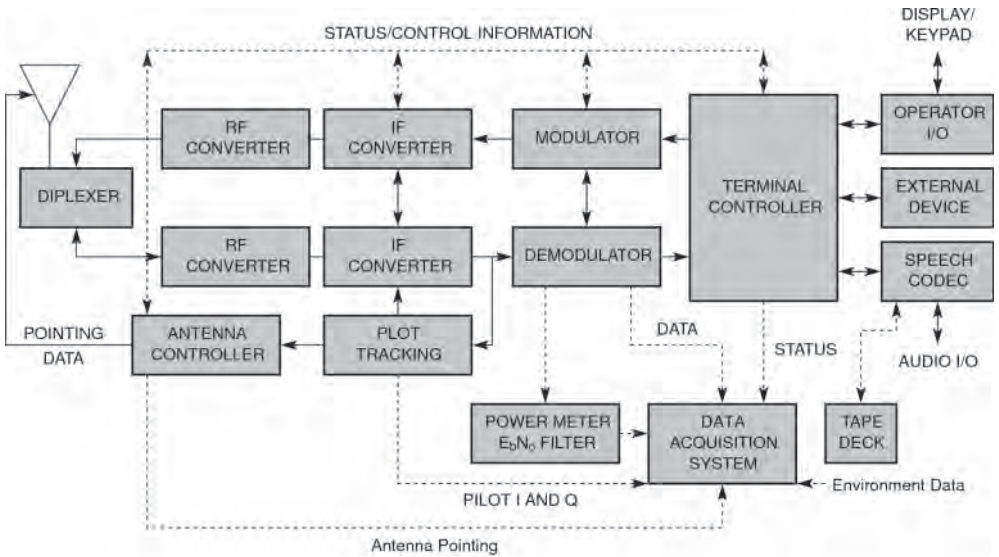 DISPLAY/
KEYPAD
STATUS/CONTROL INFORMATION
RF
CONVERTER
IF
CONVERTER
MODULATOR
TERMINAL
CONTROLLER
OPERATOR
I/O
DIPLEXER
EXTERNAL
DEVICE
RF
CONVERTER
IF
CONVERTER
DEMODULATOR
SPEECH
CODEC
POINTING
DATA
ANTENNA
CONTROLLER
PLOT
TRACKING
DATA
STATUS
AUDIO I/O
POWER METER
EbNo FILTER
DATA
ACQUISITION
SYSTEM
TAPE
DECK
PILOT I AND Q
Environment Data
Antenna Pointing